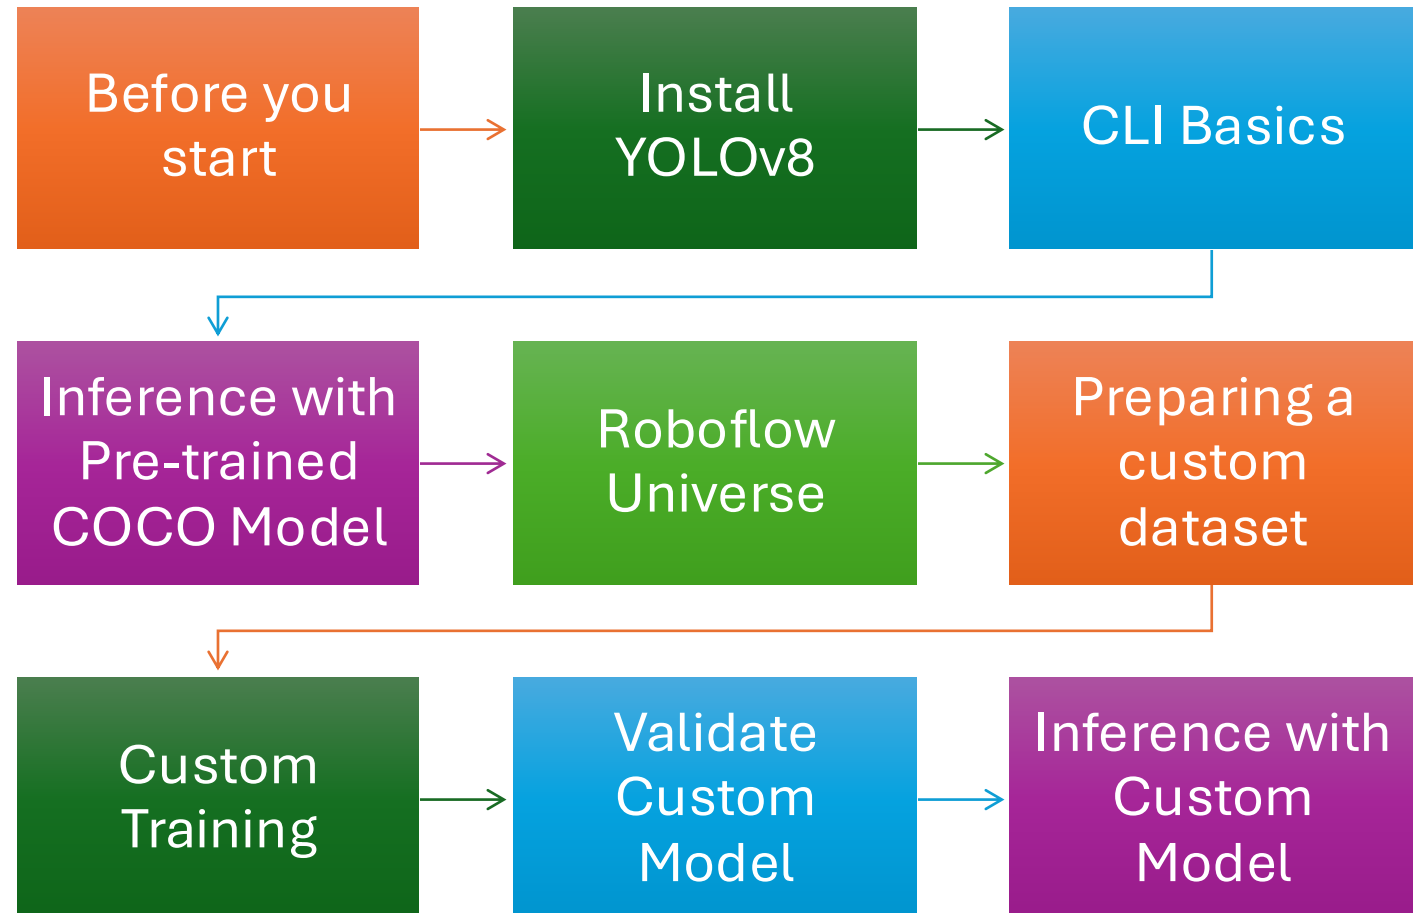 Before you
start
Install
YOLOv8
CLI Basics
Inference with
Pre-trained
COCO Model
Roboflow
Universe
Preparing a
custom
dataset
Custom
Training
Validate
Custom
Model
Inference with
Custom
Model